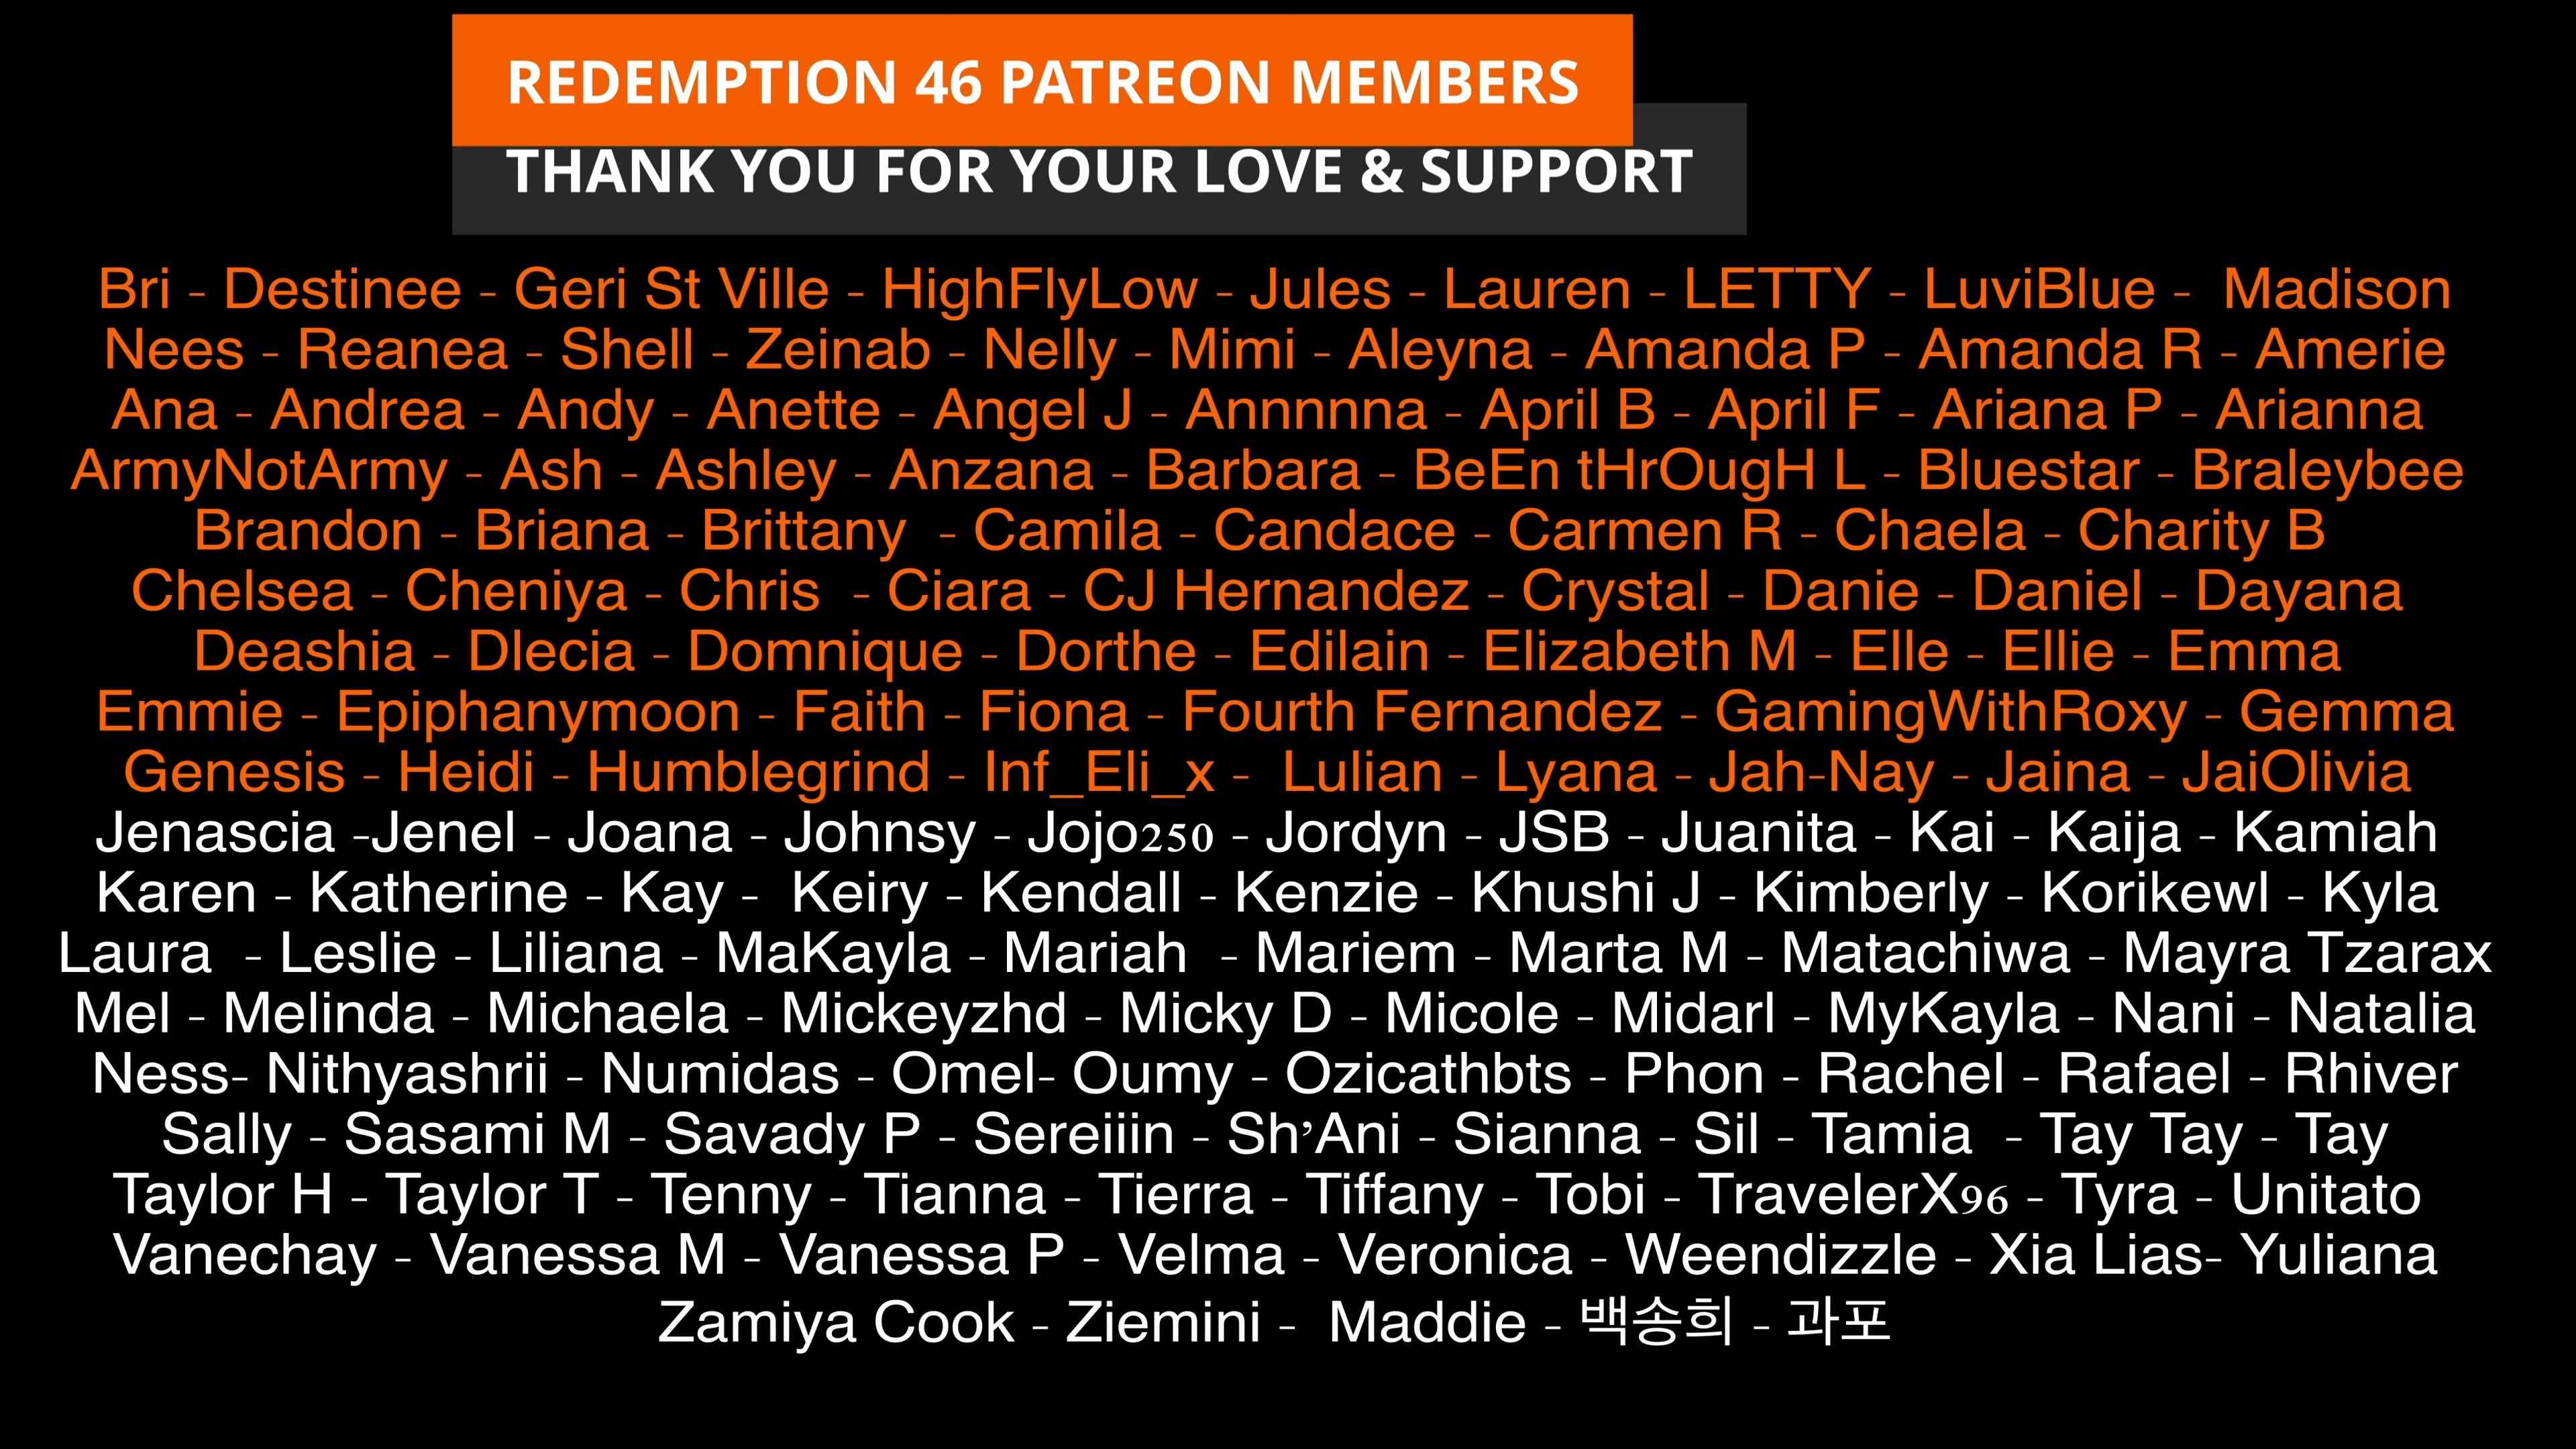 REDEMPTION 46 PATREON MEMBERS
THANK YOU FOR YOUR LOVE & SUPPORT
Bri - Destinee - Geri St Ville - HighFlyLow - Jules - Lauren - LETTY - LuviBlue - Madison
Nees - Reanea - Shell - Zeinab - Nelly - Mimi - Aleyna - Amanda P - Amanda R - Amerie
Ana - Andrea - Andy - Anette - Angel J - Annnnna - April B - April F - Ariana P - Arianna
ArmyNotArmy - Ash - Ashley - Anzana - Barbara - BeEn tHrOugH L - Bluestar - Braleybee
Brandon - Briana - Brittany - Camila - Candace - Carmen R - Chaela - Charity B
Chelsea - Cheniya - Chris - Ciara - CJ Hernandez - Crystal - Danie - Daniel - Dayana
Deashia - Dlecia - Domnique - Dorthe - Edilain - Elizabeth M - Elle - Ellie - Emma
Emmie - Epiphanymoon - Faith - Fiona - Fourth Fernandez - GamingWithRoxy - Gemma
Genesis - Heidi - Humblegrind - Inf_Eli_x - Lulian - Lyana - Jah-Nay - Jaina - JaiOlivia
Jenascia -Jenel - Joana - Johnsy - Jojo250 - Jordyn - JSB - Juanita - Kai - Kaija - Kamiah
Karen - Katherine - Kay - Keiry - Kendall - Kenzie - Khushi J - Kimberly - Korikewl - Kyla
Laura - Leslie - Liliana - MaKayla - Mariah - Mariem - Marta M - Matachiwa - Mayra Tzarax
Mel - Melinda - Michaela - Mickeyzhd - Micky D - Micole - Midarl - MyKayla - Nani - Natalia
Ness- Nithyashrii - Numidas - Omel- Oumy - Ozicathbts - Phon - Rachel - Rafael - Rhiver
Sally - Sasami M - Savady P - Sereiiin - Sh’Ani - Sianna - Sil - Tamia - Tay Tay - Tay
Taylor H - Taylor T - Tenny - Tianna - Tierra - Tiffany - Tobi - TravelerX96 - Tyra - Unitato
Vanechay - Vanessa M - Vanessa P - Velma - Veronica - Weendizzle - Xia Lias- Yuliana
Zamiya Cook - Ziemini - Maddie - 백송희 - 과포